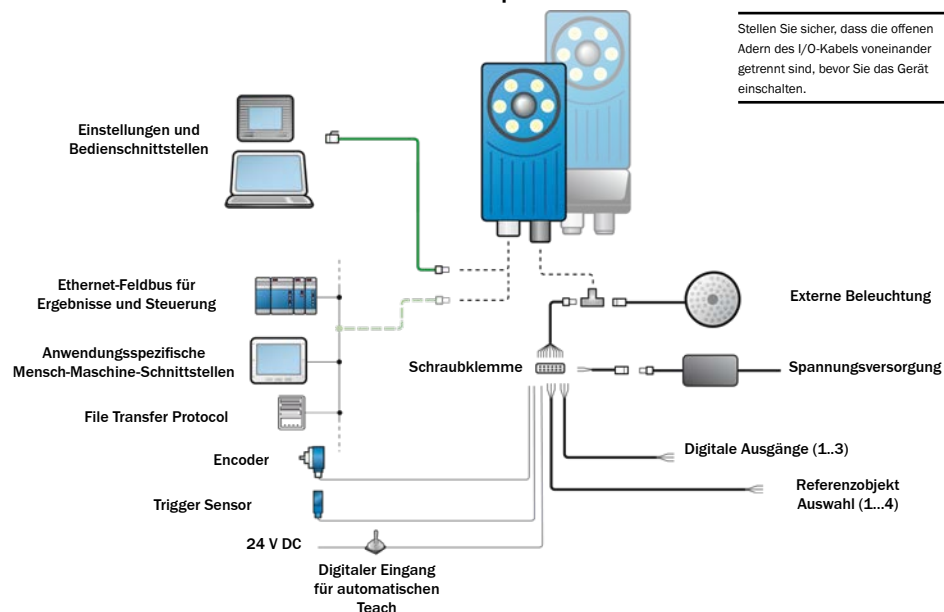 Stellen Sie sicher, dass die offenen
Adern des I/O-Kabels voneinander
getrennt sind, bevor Sie das Gerät
einschalten.
Einstellungen und
Bedienschnittstellen
Ethernet-Feldbus für
Ergebnisse und Steuerung
Externe Beleuchtung
Anwendungsspezifische
Mensch-Maschine-Schnittstellen
Schraubklemme
Spannungsversorgung
File Transfer Protocol
Digitale Ausgänge (1..3)
Encoder
Referenzobjekt
Auswahl (1...4)
Trigger Sensor
24 V DC
Digitaler Eingang
für automatischen
Teach